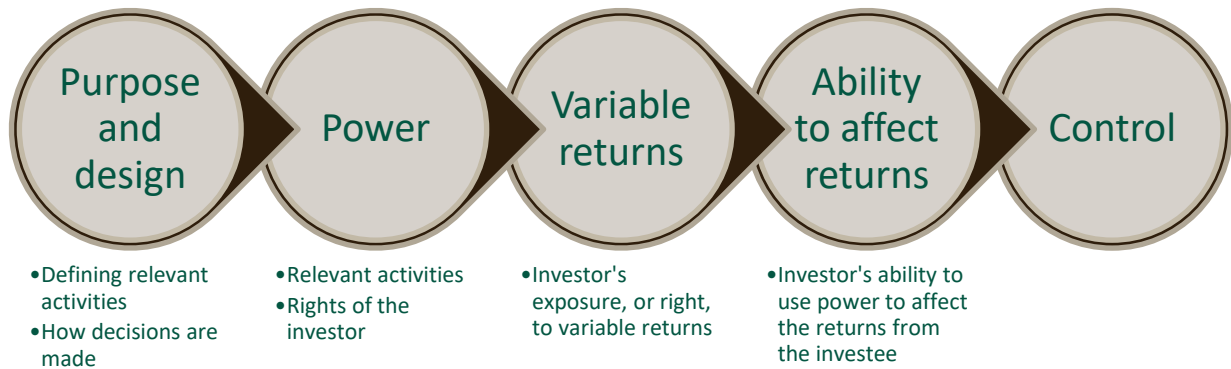 Purpose
and
design
Power
Variable
returns
Ability
to affect
returns
Control
•Defining relevant
activities
•How decisions are
made
•Relevant activities
•Rights of the
investor
•Investor's
exposure, or right,
to variable returns
•Investor's ability to
use power to affect
the returns from
the investee